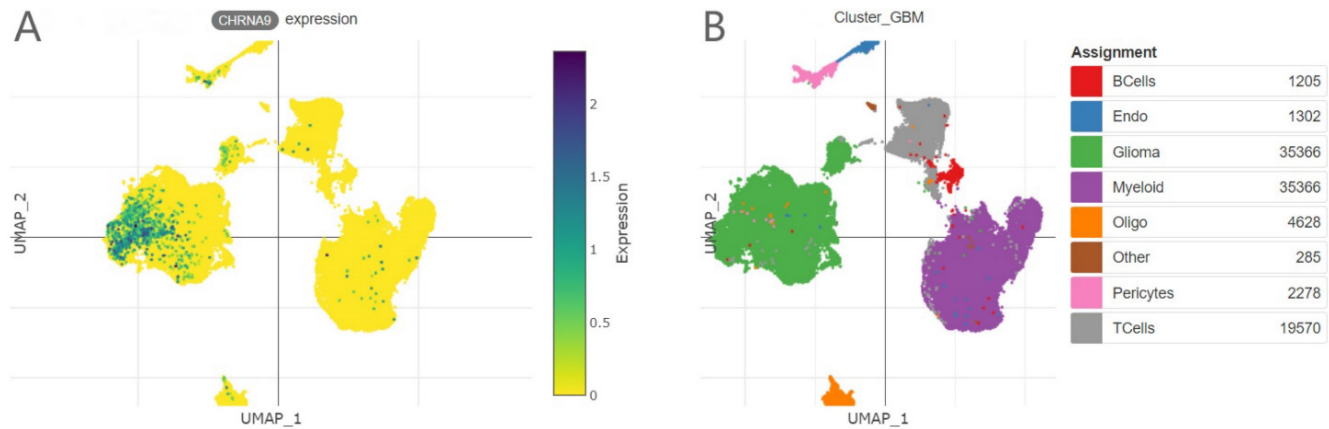 A
CHRNA9 expression
UMAP_2
UMAP_1
2
1.5
1
0.5
0
Expression
B
Cluster_GBM
UMAP_2
UMAP_1
Assignment
BCells 1205
Endo 1302
Glioma 35366
Myeloid 35366
Oligo 4628
Other 285
Pericytes 2278
TCells 19570